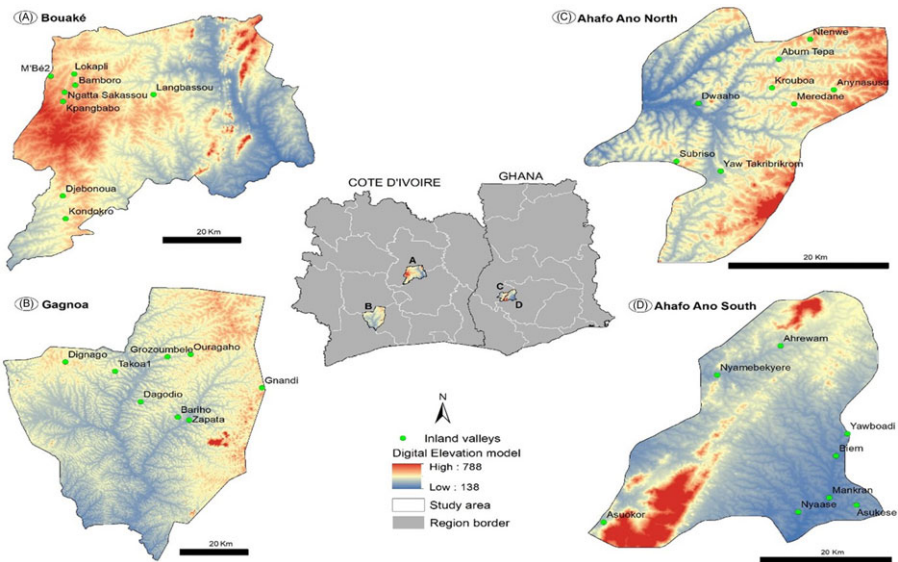 (A) Bouaké
M'Bé2
Lokapli
Bamboro
Ngatta Sakassou
Kpangbabo
Langbassou
Djebonoua
Kondokro
20 Km
(C) Ahafo Ano North
Ntenwe
Abum Tepa
Krouboa
Anynasuso
Dwaaho
Meredane
Subriso
Yaw Takribrikrom
20 Km
COTE D'IVOIRE
GHANA
A
B
C
D
(B) Gagnoa
Dignago
Grozoumbele
Ouragaho
Takoa1
Gnandi
Dagodio
Bariho
Zapata
20 Km
N
Inland valleys
Digital Elevation model
High : 788
Low : 138
Study area
Region border
(D) Ahafo Ano South
Ahrewam
Nyamebekyere
Yawboadi
Biem
Mankran
Nyaase
Asukese
Asuokor
20 Km